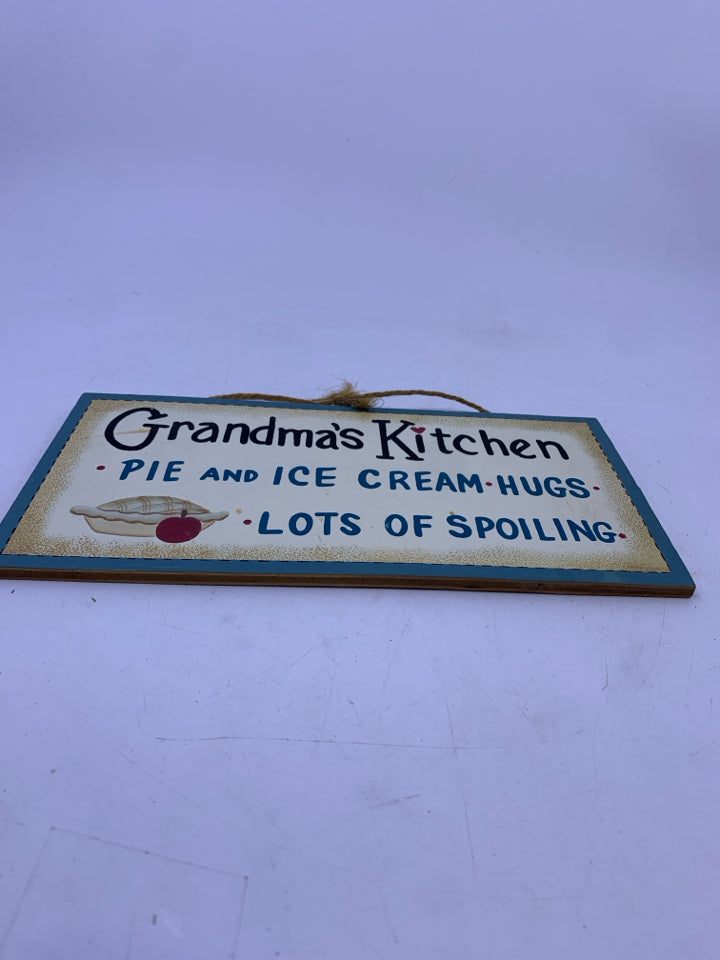 Grandma's Kitchen
• PIE AND ICE CREAM • HUGS •
• LOTS OF SPOILING •